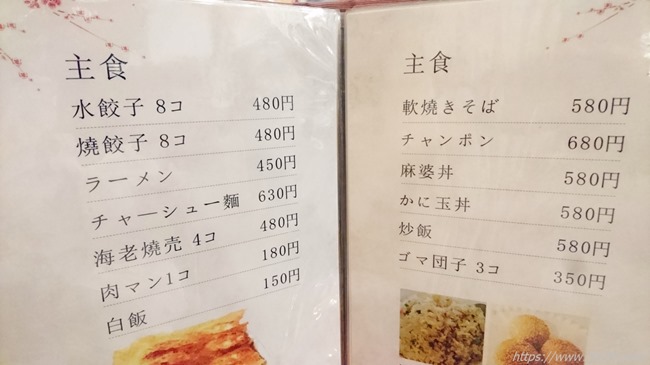 主食
水餃子 8コ 480円
燒餃子 8コ 480円
ラーメン 450円
チャーシュー麺 630円
海老燒売 4コ 480円
肉マン1コ 180円
白飯 150円
主食
軟燒きそば 580円
チャンポン 680円
麻婆丼 580円
かに玉丼 580円
炒飯 580円
ゴマ団子 3コ 350円